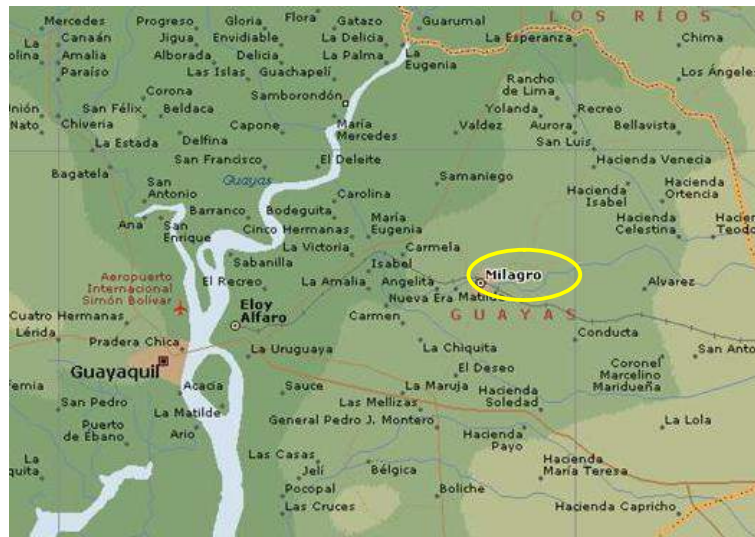 Mercedes
Progreso
Gloria
Flora
Gatazo
Guarumal
LOS RÍOS
La
Canaán
Jigua
Envidiable
La Delicia
La Esperanza
Chima
olina
Amalia
Alborada
Delicia
La Palma
La
Eugenia
Paraíso
Las Islas
Guachapelí
Los Ángeles
Corona
Samborondón
Rancho
de Lima
Unión
San Félix
Beldaca
Yolanda
Recreo
Nato
Chiveria
Capone
María
Mercedes
Valdez
Aurora
Bellavista
La Estada
Delfina
San Luis
San Francisco
El Deleite
Hacienda Venecia
Bagatela
Guayas
Samaniego
San
Antonio
Carolina
Hacienda
Isabel
Hacienda
Ortencia
Ana
San
Enrique
Barranco
Bodeguita
María
Eugenia
Cinco Hermanas
Hacienda
Celestina
Hacien
Teodo
La Victoria
Carmela
Sabanilla
Isabel
Milagro
Aeropuerto
Internacional
Simón Bolívar
El Recreo
La Amalia
Angelita
Alvarez
Nueva Era
Matilde
Cuatro Hermanas
Eloy
Alfaro
Carmen
GUAYAS
Lérida
Pradera Chica
La Uruguaya
La Chiquita
Conducta
San Anto
Guayaquil
El Deseo
Coronel
Marcelino
Maridueña
femia
Acacia
Sauce
La Maruja
Hacienda
Soledad
San Pedro
La Matilde
Las Mellizas
Puerto
de Ébano
Ario
General Pedro J. Montero
Hacienda
Payo
La Lola
La
quita
Las Casas
Jelí
Bélgica
Hacienda
María Teresa
Pocopal
Boliche
Las Cruces
Hacienda Capricho